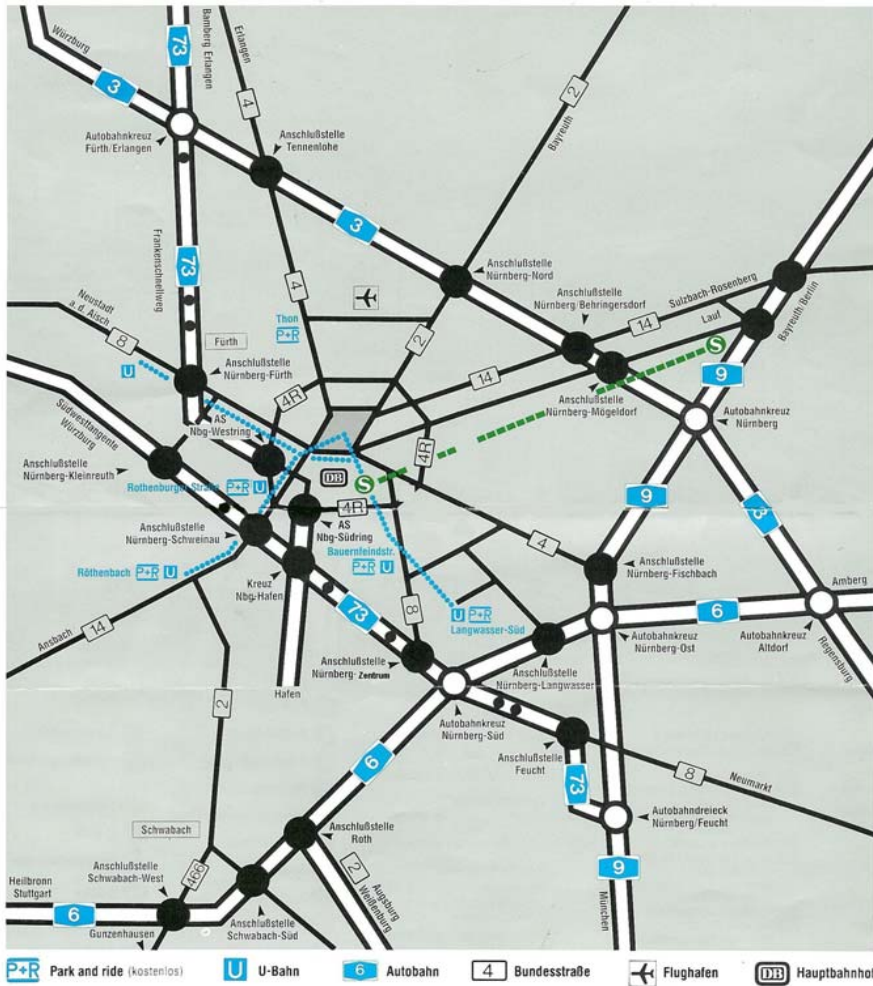 Würzburg
3
73
Bamberg Erlangen
Erlangen
4
2
Bayreuth
Autobahnkreuz
Fürth/Erlangen
Anschlußstelle
Tennenlohe
3
Frankenschnellweg
73
4
Anschlußstelle
Nürnberg-Nord
Anschlußstelle
Nürnberg/Behringersdorf
Sulzbach-Rosenberg
14
Lauf
Bayreuth/Berlin
Neustadt
a. d. Aisch
8
Thon
P+R
2
Fürth
S
U
Anschlußstelle
Nürnberg-Fürth
14
4R
9
Anschlußstelle
Nürnberg-Mögeldorf
Autobahnkreuz
Nürnberg
Südwesttangente
Würzburg
AS
Nbg-Westring
4R
Anschlußstelle
Nürnberg-Kleinreuth
Rothenburger Straße P+R U
DB
S
9
3
4R
AS
Nbg-Südring
Anschlußstelle
Nürnberg-Schweinau
Bauernfeindstr.
P+R U
4
Anschlußstelle
Nürnberg-Fischbach
Röthenbach P+R U
Kreuz
Nbg-Hafen
73
8
U P+R
Langwasser-Süd
6
Amberg
Ansbach
14
Autobahnkreuz
Nürnberg-Ost
Autobahnkreuz
Altdorf
Regensburg
Anschlußstelle
Nürnberg-Zentrum
Anschlußstelle
Nürnberg-Langwasser
Hafen
2
Autobahnkreuz
Nürnberg-Süd
Anschlußstelle
Feucht
6
73
8
Neumarkt
Autobahndreieck
Nürnberg/Feucht
Schwabach
Anschlußstelle
Roth
Anschlußstelle
Schwabach-West
466
2
Augsburg
Weißenburg
9
München
Heilbronn
Stuttgart
6
Gunzenhausen
Anschlußstelle
Schwabach-Süd
P+R Park and ride (kostenlos) U U-Bahn 6 Autobahn 4 Bundesstraße Flughafen DB Hauptbahnhof